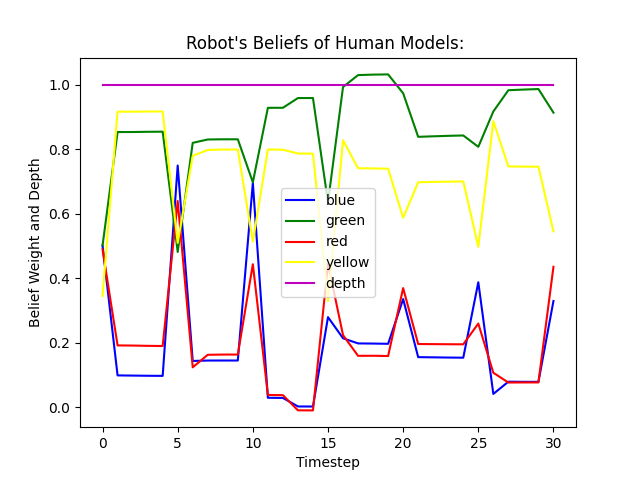 Robot's Beliefs of Human Models:
Belief Weight and Depth
1.0
0.8
0.6
0.4
0.2
0.0
blue
green
red
yellow
depth
0 5 10 15 20 25 30
Timestep